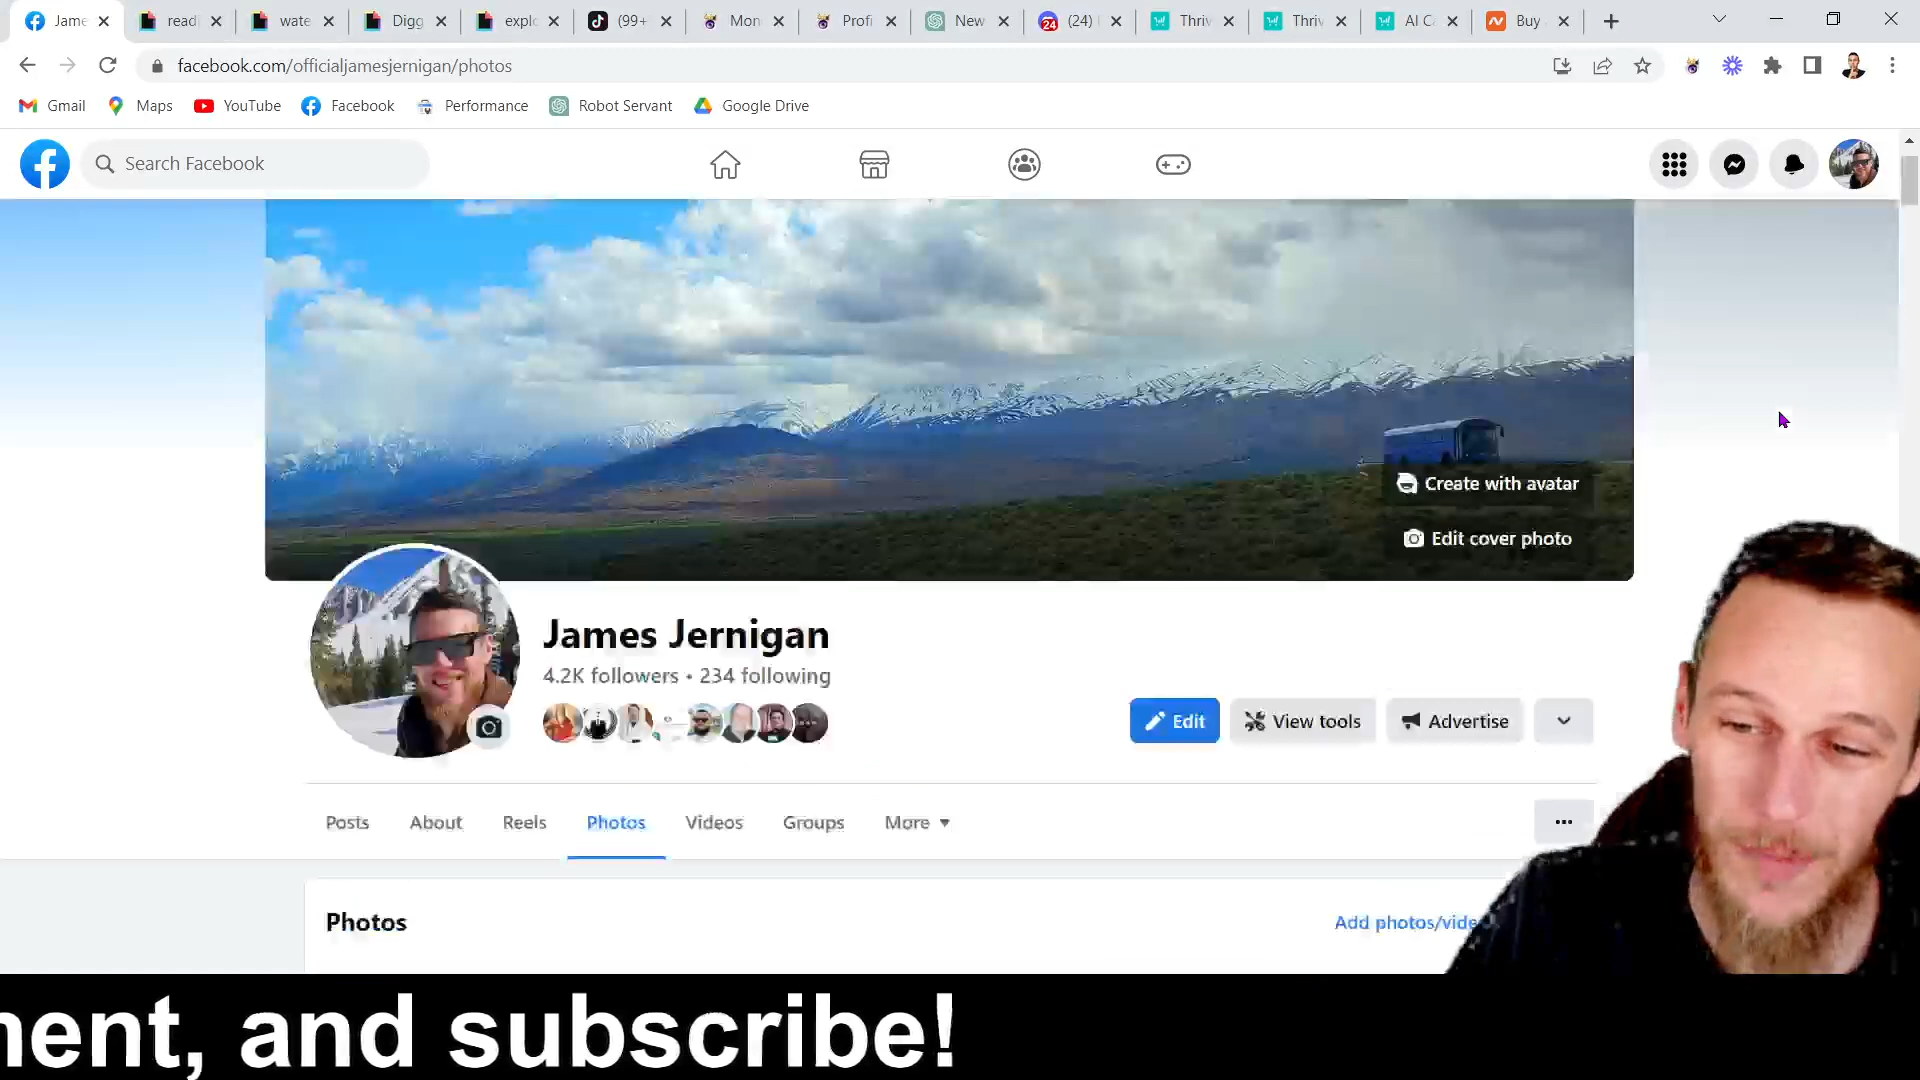 Jame
read
wate
Digg
explo
(99+
Mon
Profi
New
(24)
Thriv
Thriv
AI C
Buy
facebook.com/officialjamesjernigan/photos
Gmail
Maps
YouTube
Facebook
Performance
Robot Servant
Google Drive
Search Facebook
Create with avatar
Edit cover photo
James Jernigan
4.2K followers • 234 following
Edit
View tools
Advertise
Posts
About
Reels
Photos
Videos
Groups
More
Photos
Add photos/vide
ment, and subscribe!